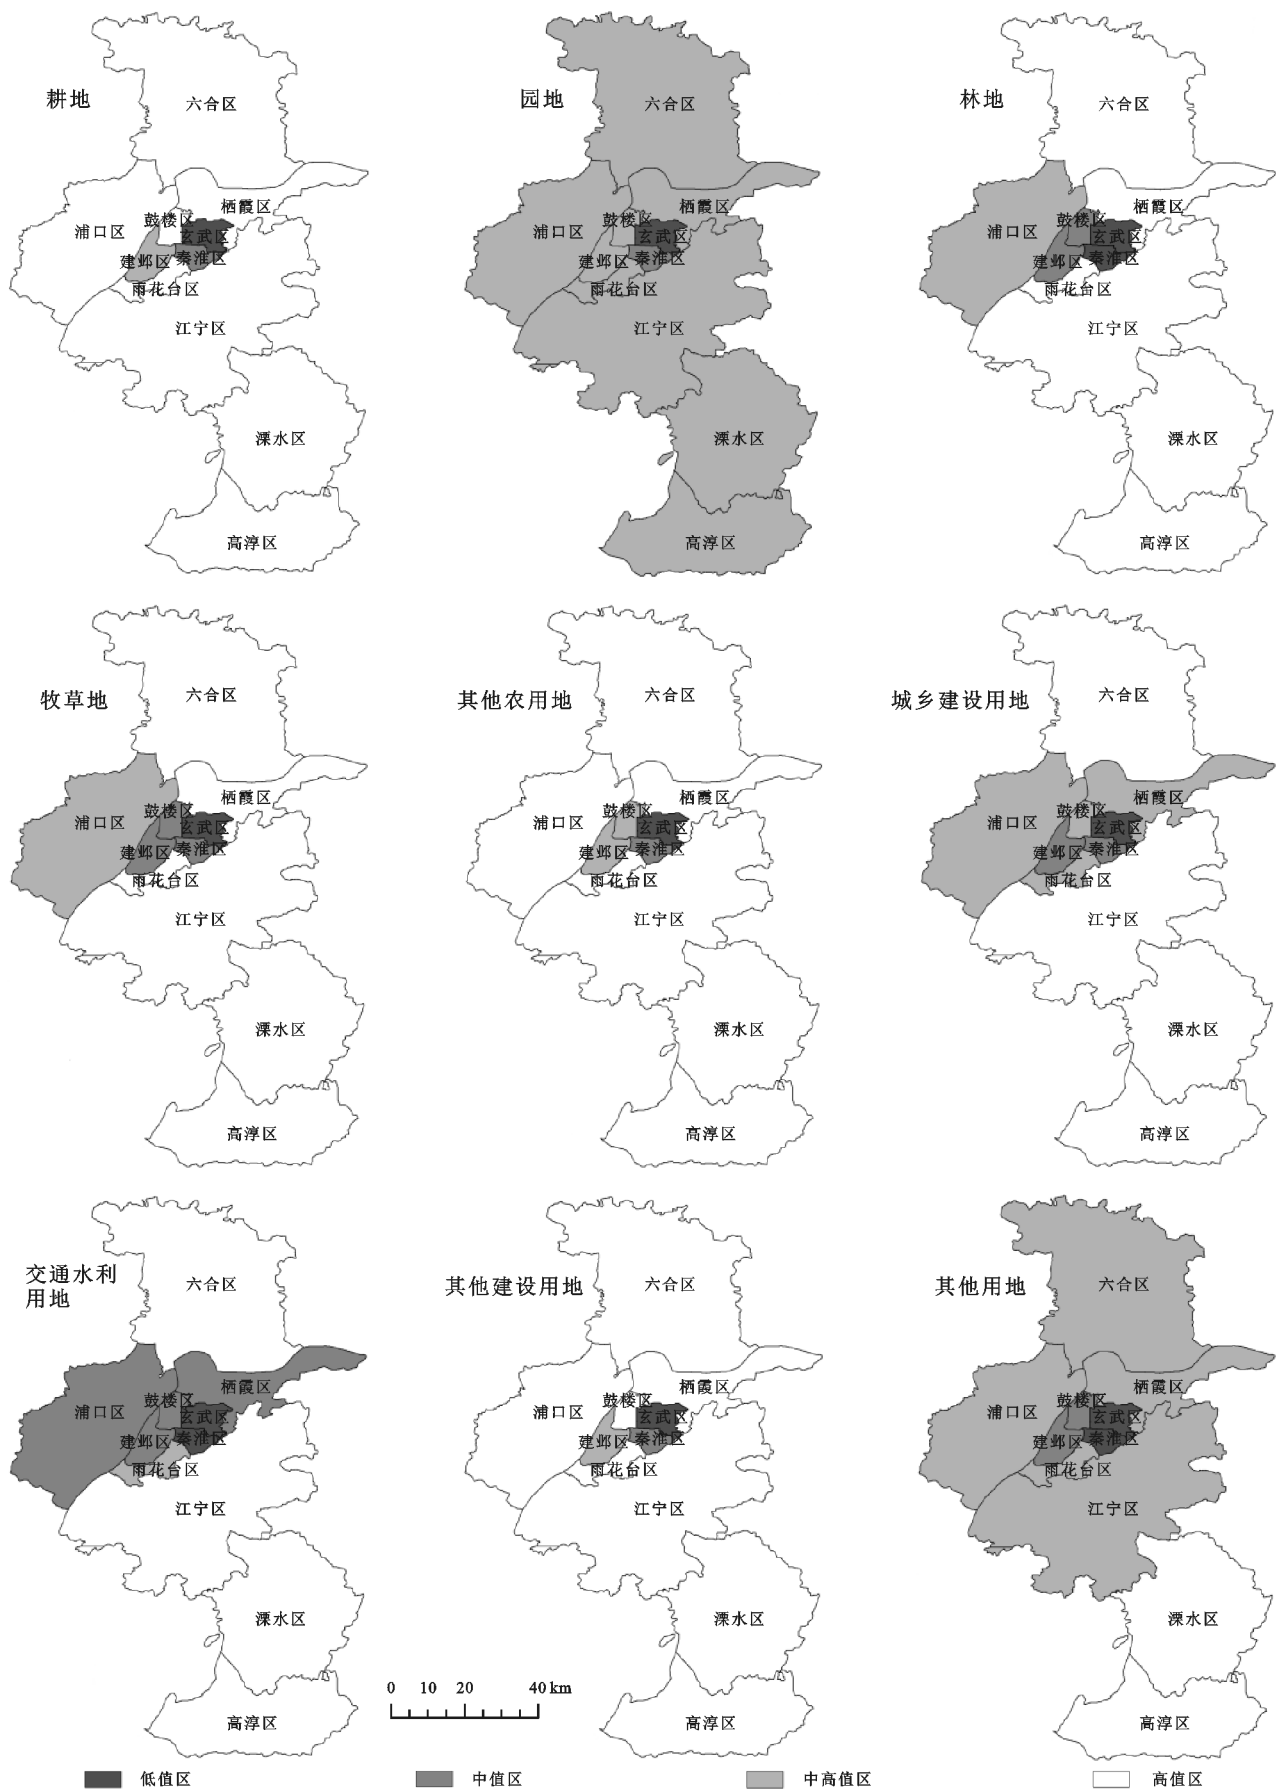 耕地
六合区
浦口区
鼓楼区
栖霞区
玄武区
建邺区
秦淮区
雨花台区
江宁区
溧水区
高淳区
园地
六合区
浦口区
鼓楼区
栖霞区
玄武区
建邺区
秦淮区
雨花台区
江宁区
溧水区
高淳区
林地
六合区
浦口区
鼓楼区
栖霞区
玄武区
建邺区
秦淮区
雨花台区
江宁区
溧水区
高淳区
牧草地
六合区
浦口区
鼓楼区
栖霞区
玄武区
建邺区
秦淮区
雨花台区
江宁区
溧水区
高淳区
其他农用地
六合区
浦口区
鼓楼区
栖霞区
玄武区
建邺区
秦淮区
雨花台区
江宁区
溧水区
高淳区
城乡建设用地
六合区
浦口区
鼓楼区
栖霞区
玄武区
建邺区
秦淮区
雨花台区
江宁区
溧水区
高淳区
交通水利
用地
六合区
浦口区
鼓楼区
栖霞区
玄武区
建邺区
秦淮区
雨花台区
江宁区
溧水区
高淳区
其他建设用地
六合区
浦口区
鼓楼区
栖霞区
玄武区
建邺区
秦淮区
雨花台区
江宁区
溧水区
高淳区
其他用地
六合区
浦口区
鼓楼区
栖霞区
玄武区
建邺区
秦淮区
雨花台区
江宁区
溧水区
高淳区
0 10 20 40 km
低值区 中值区 中高值区 高值区